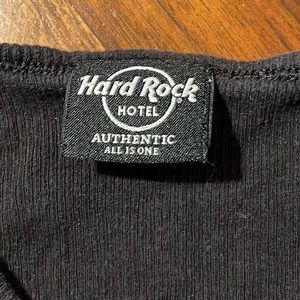 Hard Rock
HOTEL
AUTHENTIC
ALL IS ONE